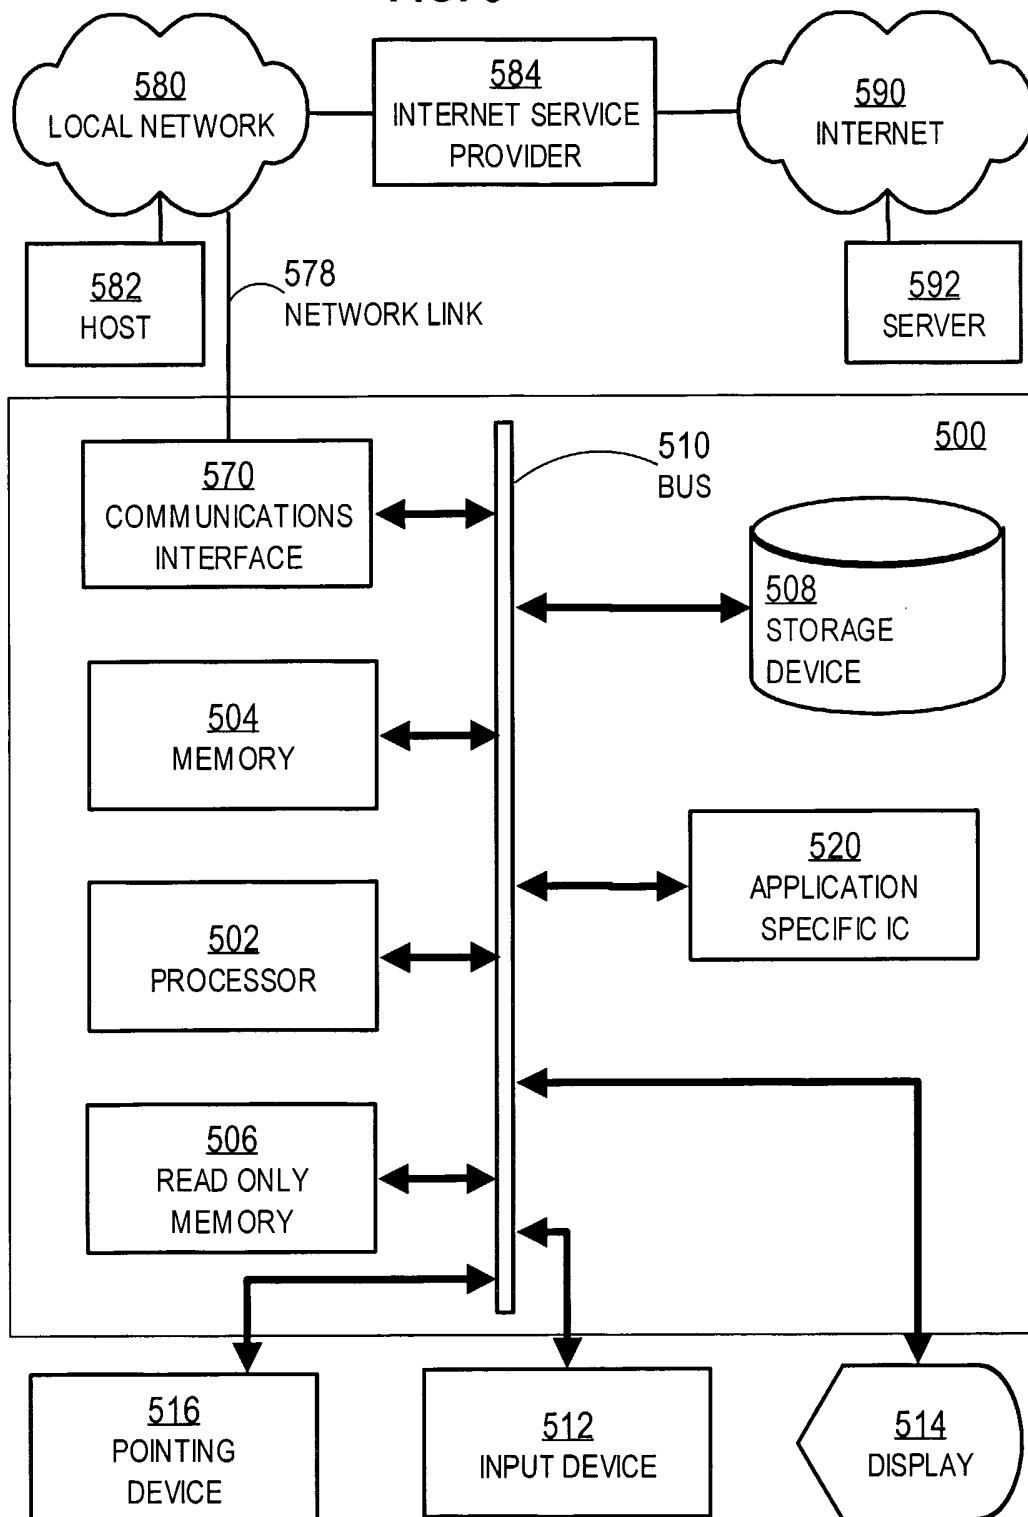 580
LOCAL NETWORK
584
INTERNET SERVICE
PROVIDER
590
INTERNET
582
HOST
578
NETWORK LINK
592
SERVER
500
570
COMMUNICATIONS
INTERFACE
510
BUS
508
STORAGE
DEVICE
504
MEMORY
520
APPLICATION
SPECIFIC IC
502
PROCESSOR
506
READ ONLY
MEMORY
516
POINTING
DEVICE
512
INPUT DEVICE
514
DISPLAY